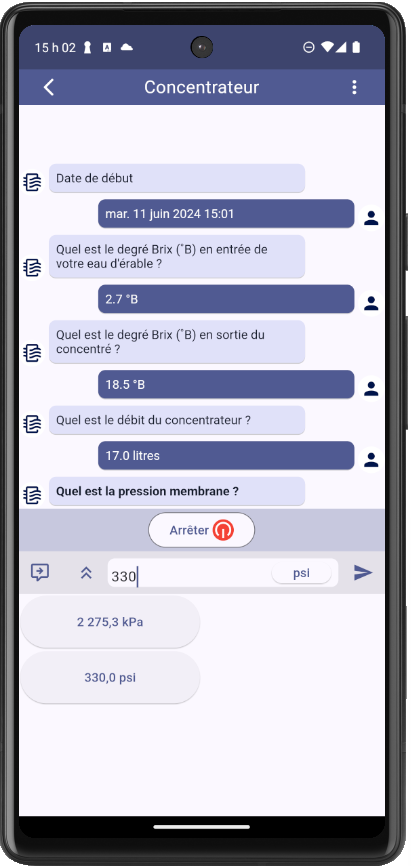 15 h 02
Concentrateur
Date de début
mar. 11 juin 2024 15:01
Quel est le degré Brix (°B) en entrée de
votre eau d'érable ?
2.7 °B
Quel est le degré Brix (°B) en sortie du
concentré ?
18.5 °B
Quel est le débit du concentrateur ?
17.0 litres
Quel est la pression membrane ?
Arrêter
330
psi
2 275,3 kPa
330,0 psi